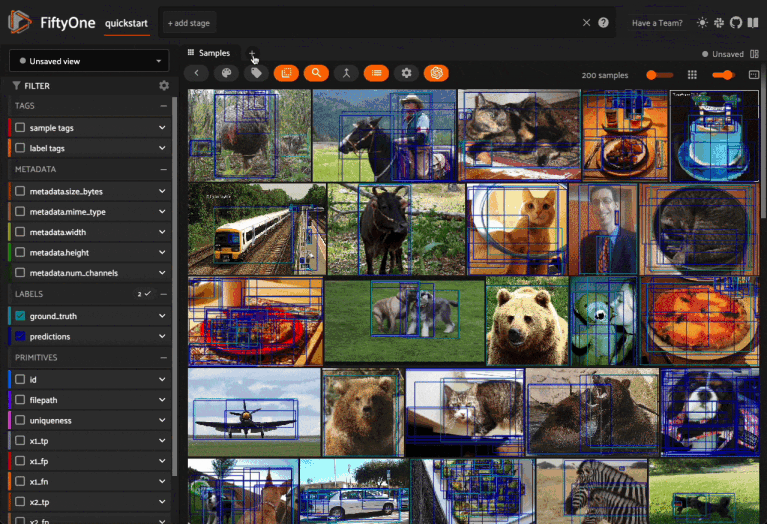 FiftyOne
quickstart
+ add stage
Have a Team?
Unsaved view
Samples
+
Unsaved
FILTER
200 samples
TAGS
sample tags
label tags
METADATA
metadata.size_bytes
metadata.mime_type
metadata.width
metadata.height
metadata.num_channels
LABELS
2
ground_truth
predictions
PRIMITIVES
id
filepath
uniqueness
x1_tp
x1_fp
x1_fn
x2_tp
x2_fp